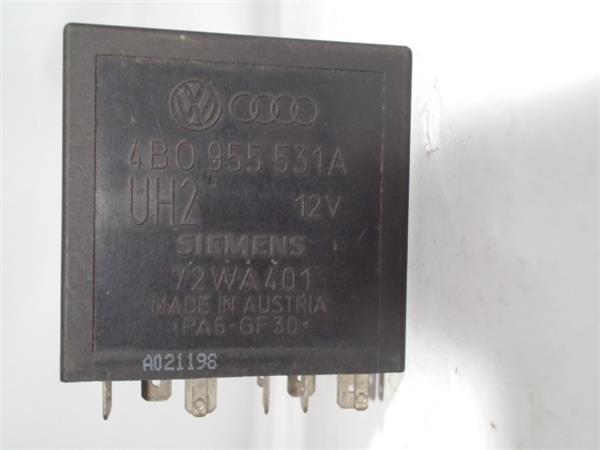 4B0 955 531A
UH2 12V
SIEMENS
72WA401
MADE IN AUSTRIA
>PA6-GF30<
A021198